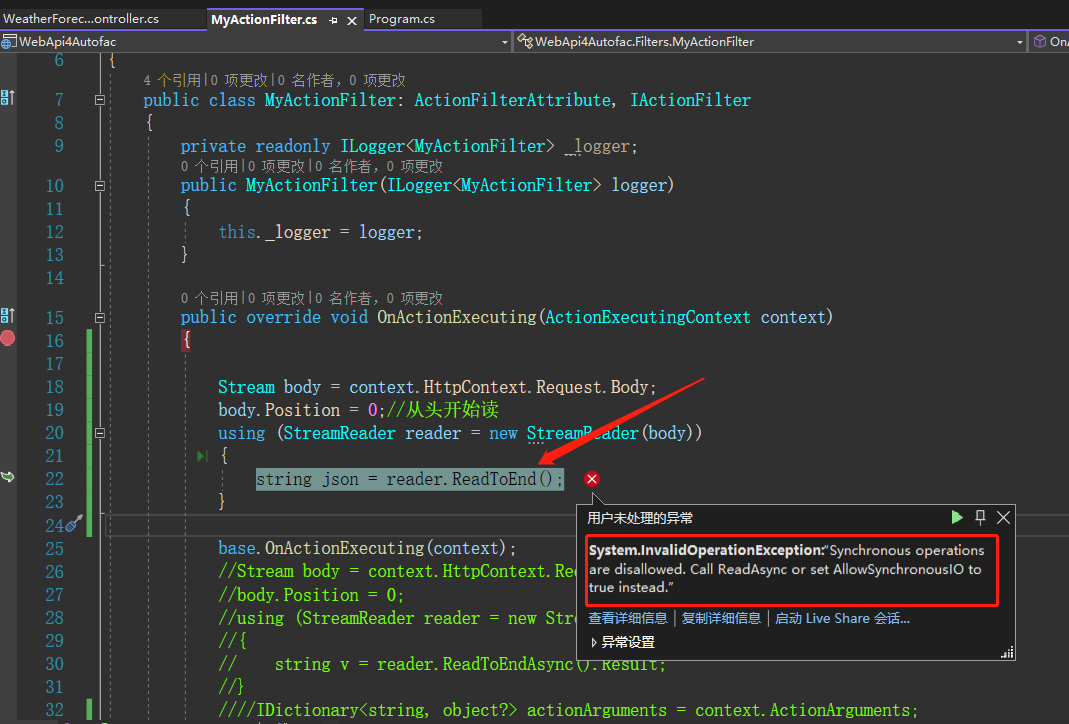 WeatherForec...ontroller.cs MyActionFilter.cs Program.cs
WebApi4Autofac WebApi4Autofac.Filters.MyActionFilter On
6 {
4 个引用|0 项更改|0 名作者, 0 项更改
7 public class MyActionFilter: ActionFilterAttribute, IActionFilter
8 {
9 private readonly ILogger<MyActionFilter> _logger;
0 个引用|0 项更改|0 名作者, 0 项更改
10 public MyActionFilter(ILogger<MyActionFilter> logger)
11 {
12 this._logger = logger;
13 }
14
0 个引用|0 项更改|0 名作者, 0 项更改
15 public override void OnActionExecuting(ActionExecutingContext context)
16 {
17
18 Stream body = context.HttpContext.Request.Body;
19 body.Position = 0;//从头开始读
20 using (StreamReader reader = new StreamReader(body))
21 {
22 string json = reader.ReadToEnd();
23 }
24
25 base.OnActionExecuting(context);
26 //Stream body = context.HttpContext.Re
27 //body.Position = 0;
28 //using (StreamReader reader = new Stre
29 //{
30 // string v = reader.ReadToEndAsync().Result;
31 //}
32 ////IDictionary<string, object?> actionArguments = context.ActionArguments;
用户未处理的异常
System.InvalidOperationException:“Synchronous operations
are disallowed. Call ReadAsync or set AllowSynchronousIO to
true instead.”
查看详细信息 | 复制详细信息 | 启动 Live Share 会话...
异常设置